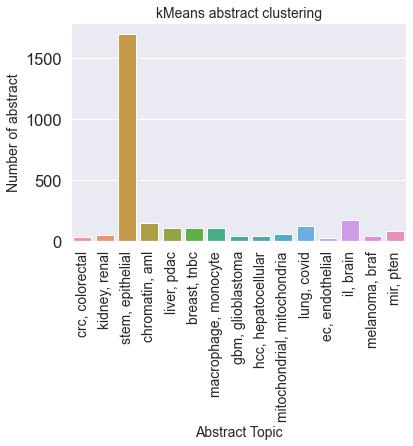 kMeans abstract clustering
Number of abstract
1500
1000
500
0
crc, colorectal
kidney, renal
stem, epithelial
chromatin, aml
liver, pdac
breast, tnbc
macrophage, monocyte
gbm, glioblastoma
hcc, hepatocellular
mitochondrial, mitochondria
lung, covid
ec, endothelial
il, brain
melanoma, braf
mir, pten
Abstract Topic